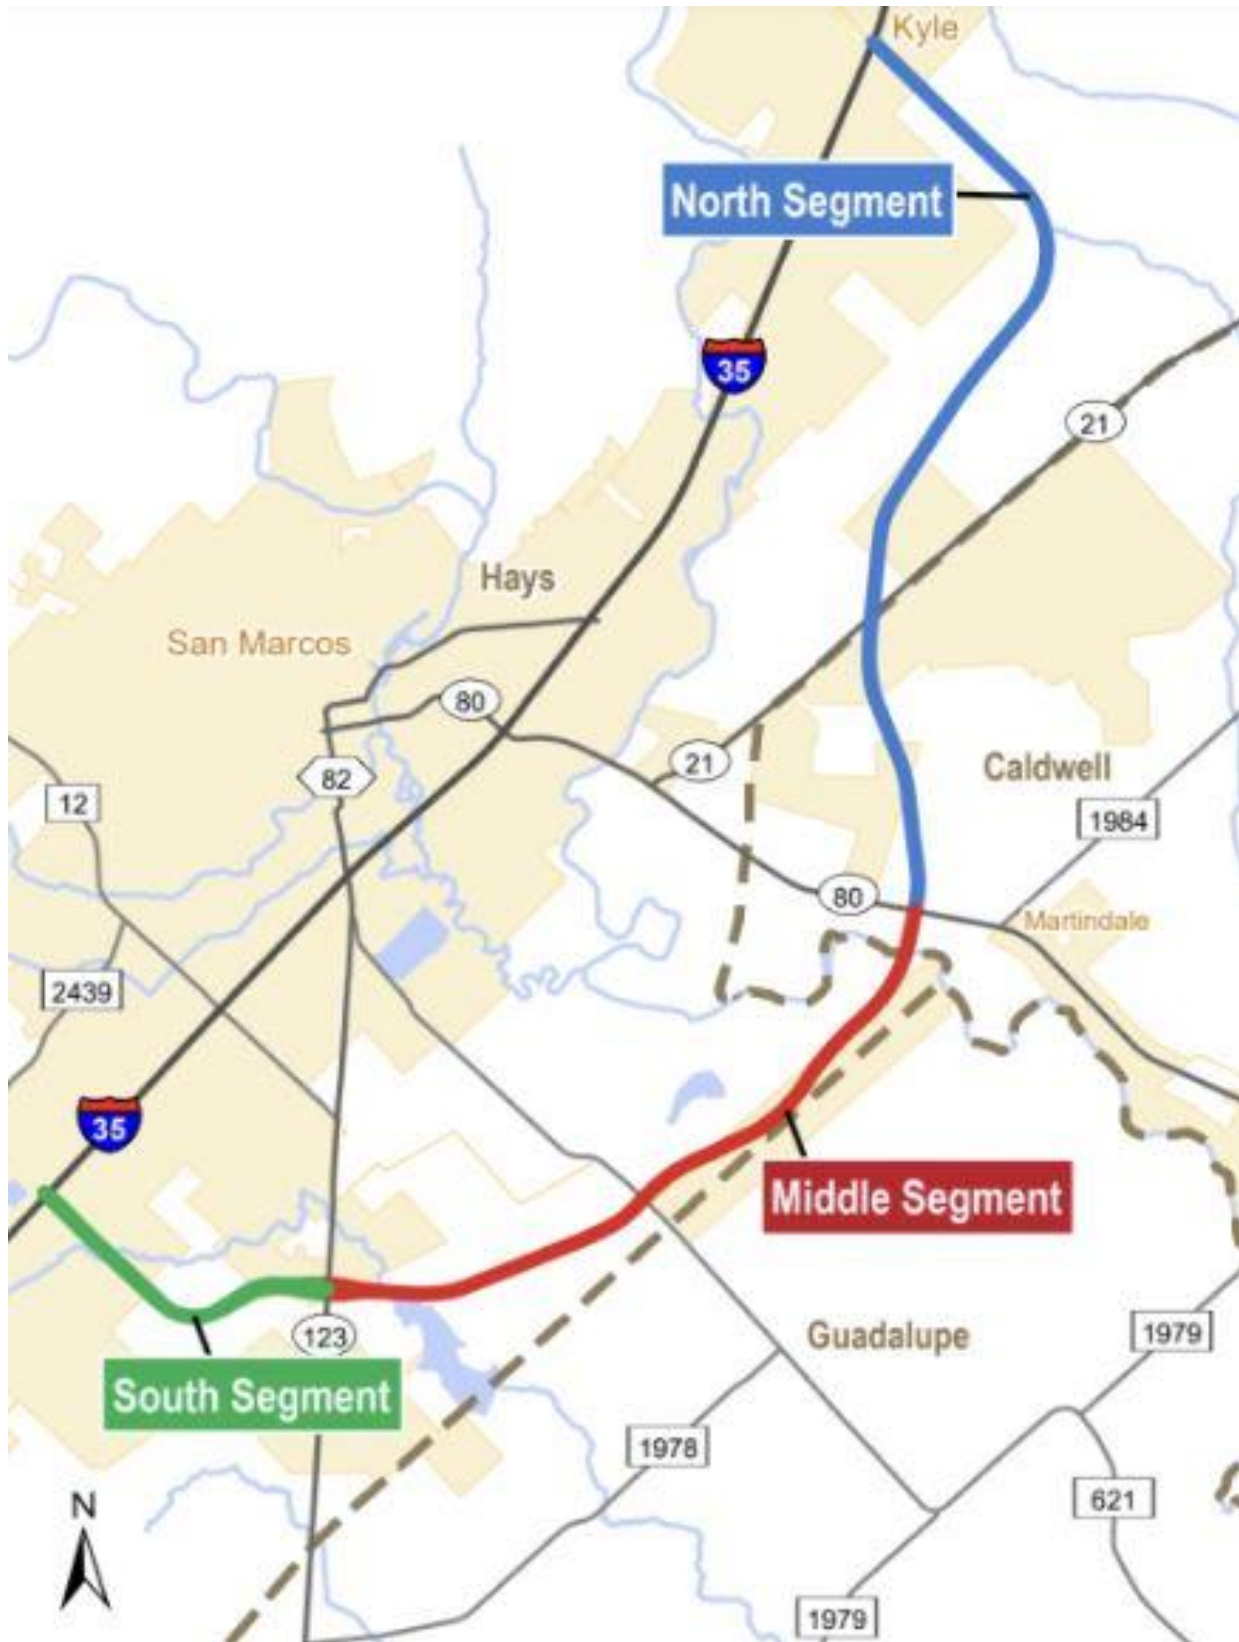 Kyle
North Segment
35
21
Hays
San Marcos
80
21
82
Caldwell
12
1984
80
Martindale
2439
35
Middle Segment
123
Guadalupe
1979
South Segment
1978
N
621
1979